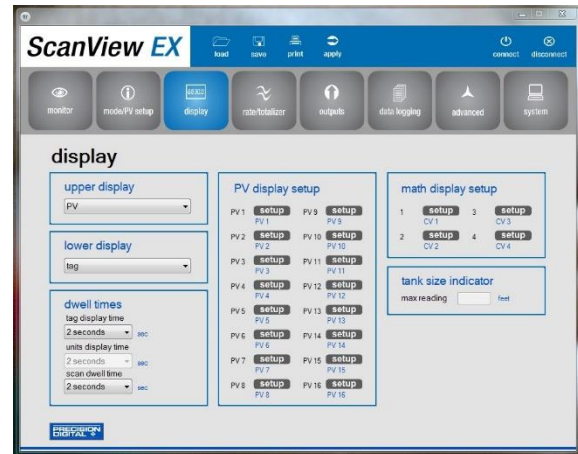 ScanView EX
load save print apply connect disconnect
monitor mode/PV setup display rate/totalizer outputs data logging advanced system
display
upper display
PV
lower display
tag
dwell times
tag display time
2 seconds sec
units display time
2 seconds sec
scan dwell time
2 seconds sec
PV display setup
PV 1 setup PV 9 setup
PV 1 PV 9
PV 2 setup PV 10 setup
PV 2 PV 10
PV 3 setup PV 11 setup
PV 3 PV 11
PV 4 setup PV 12 setup
PV 4 PV 12
PV 5 setup PV 13 setup
PV 5 PV 13
PV 6 setup PV 14 setup
PV 6 PV 14
PV 7 setup PV 15 setup
PV 7 PV 15
PV 8 setup PV 16 setup
PV 8 PV 16
math display setup
1 setup 3 setup
CV 1 CV 3
2 setup 4 setup
CV 2 CV 4
tank size indicator
max reading feet
PRECISION
DIGITAL